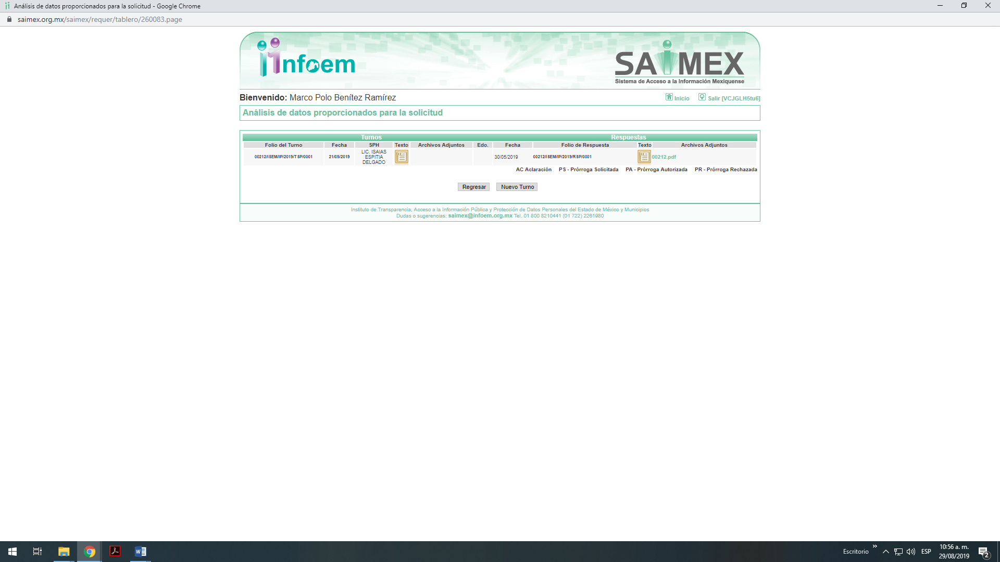 Análisis de datos proporcionados para la solicitud - Google Chrome
saimex.org.mx/saimex/requer/tablero/260083.page
infoem
SAIMEX
Sistema de Acceso a la Información Mexiquense
Bienvenido: Marco Polo Benítez Ramírez
Inicio Salir [VCJGLH5tu6]
Análisis de datos proporcionados para la solicitud
Turnos Respuestas
Folio del Turno Fecha SPH Texto Archivos Adjuntos Edo. Fecha Folio de Respuesta Texto Archivos Adjuntos
00212/ISEM/IP/2019/TSP/0001 21/05/2019 LIC. ISAIAS ESPITIA DELGADO 30/05/2019 00212/ISEM/IP/2019/RSP/0001 00212.pdf
AC Aclaración PS - Prórroga Solicitada PA - Prórroga Autorizada PR - Prórroga Rechazada
Regresar Nuevo Turno
Instituto de Transparencia, Acceso a la Información Pública y Protección de Datos Personales del Estado de México y Municipios
Dudas o sugerencias: saimex@infoem.org.mx Tel. 01 800 8210441 (01 722) 2261980
Escritorio » ESP 10:56 a. m.
29/08/2019 2